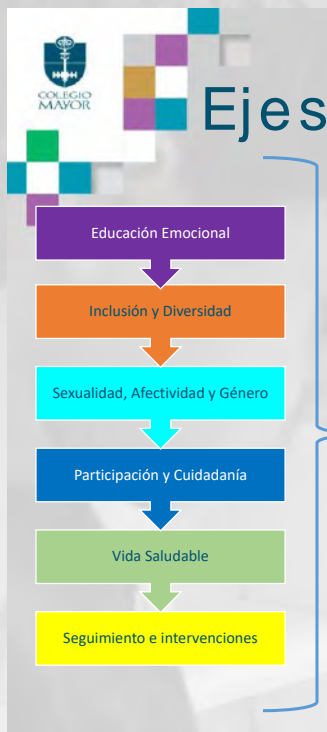 COLEGIO
MAYOR
Ejes
Educación Emocional
Inclusión y Diversidad
Sexualidad, Afectividad y Género
Participación y Cuidadanía
Vida Saludable
Seguimiento e intervenciones